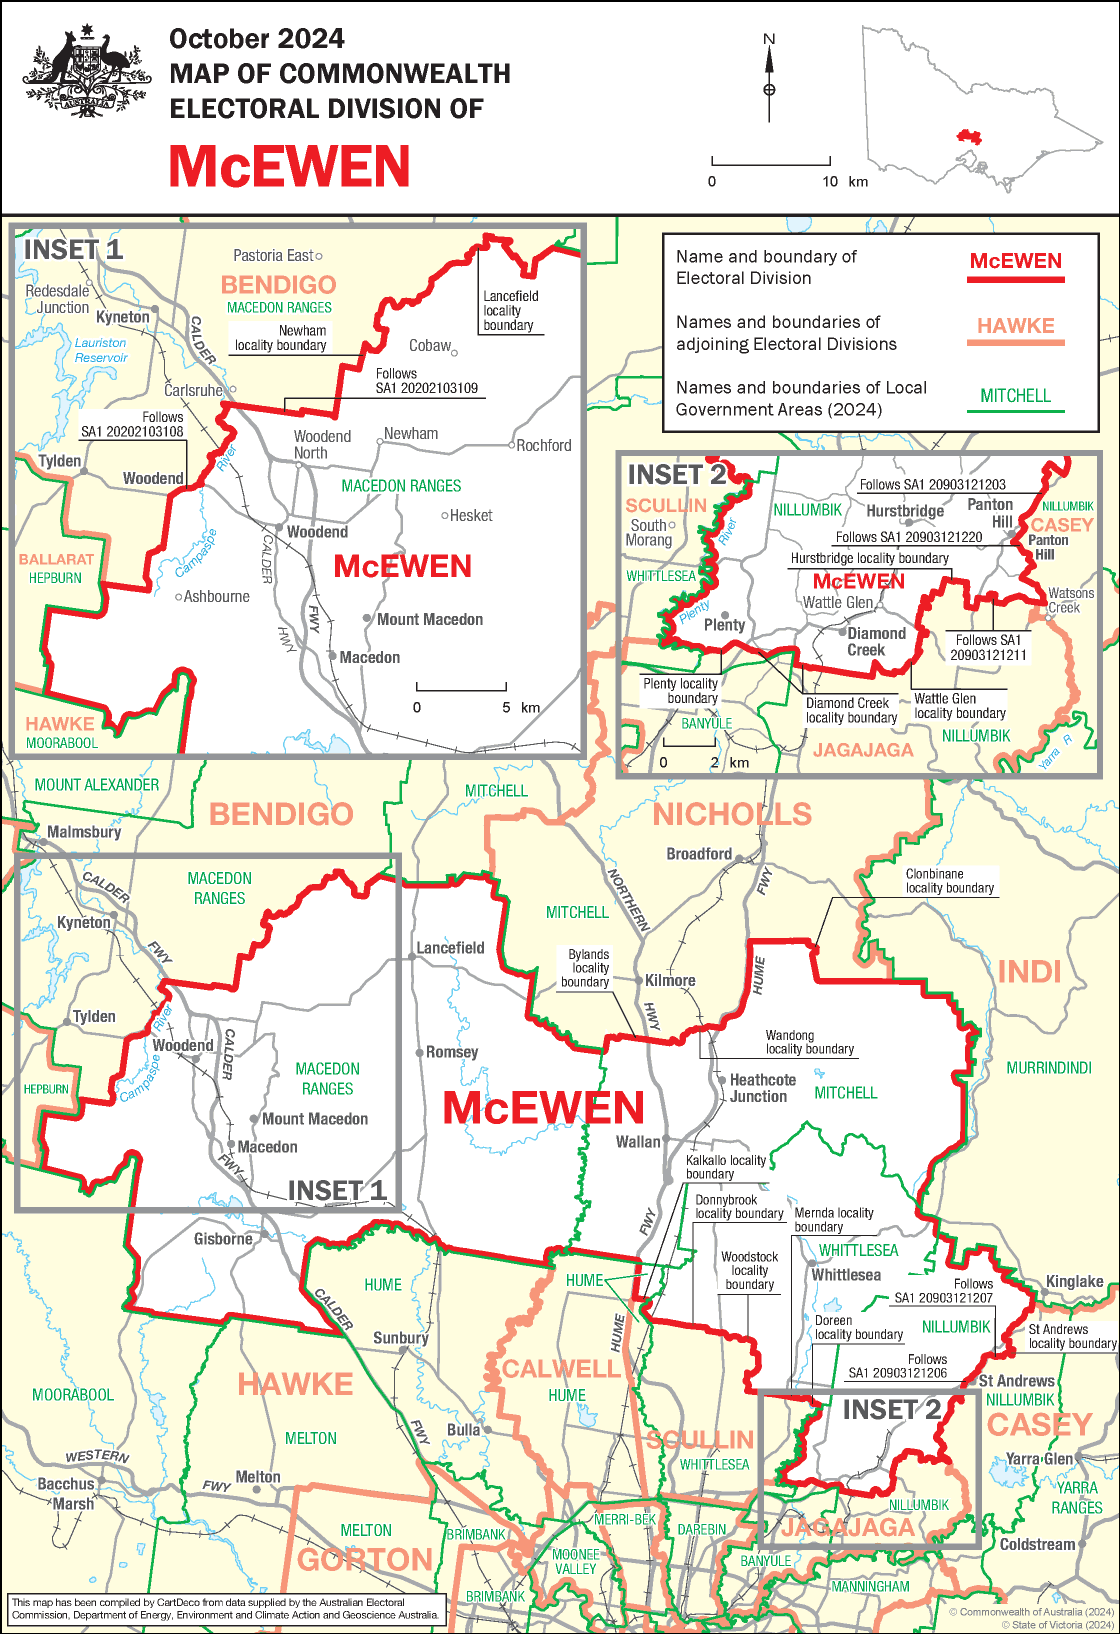 October 2024
MAP OF COMMONWEALTH
ELECTORAL DIVISION OF
McEWEN
AUSTRALIA
N
0 10 km
Name and boundary of
Electoral Division
McEWEN
Names and boundaries of
adjoining Electoral Divisions
HAWKE
Names and boundaries of Local
Government Areas (2024)
MITCHELL
INSET 1
Pastoria East
BENDIGO
MACEDON RANGES
Redesdale
Junction
Kyneton
CALDER
Newham
locality boundary
Lancefield
locality
boundary
Lauriston
Reservoir
Cobaw
Carlsruhe
Follows
SA1 20202103109
Follows
SA1 20202103108
Woodend
North
Newham
Rochford
Tylden
Woodend
River
MACEDON RANGES
Hesket
Woodend
Campaspe
CALDER
BALLARAT
HEPBURN
McEWEN
Ashbourne
FWY
HWY
Mount Macedon
Macedon
0 5 km
HAWKE
MOORABOOL
INSET 2
SCULLIN
South
Morang
River
NILLUMBIK
Follows SA1 20903121203
Hurstbridge
Panton
Hill
NILLUMBIK
CASEY
Follows SA1 20903121220
Panton
Hill
Hurstbridge locality boundary
WHITTLESEA
McEWEN
Wattle Glen
Watsons
Creek
Plenty
Plenty
Diamond
Creek
Follows SA1
20903121211
Plenty locality
boundary
Diamond Creek
locality boundary
Wattle Glen
locality boundary
BANYULE
JAGAJAGA
NILLUMBIK
Yarra R
0 2 km
MOUNT ALEXANDER
BENDIGO
MITCHELL
NICHOLLS
Malmsbury
Broadford
MACEDON
RANGES
CALDER
Kyneton
FWY
NORTHERN
FWY
Clonbinane
locality boundary
MITCHELL
Lancefield
Bylands
locality
boundary
Kilmore
HUME
INDI
Tylden
River
HWY
Woodend
CALDER
Wandong
locality boundary
Romsey
MACEDON
RANGES
HEPBURN
Campaspe
Heathcote
Junction
MITCHELL
MURRINDINDI
McEWEN
Mount Macedon
Wallan
Macedon
FWY
INSET 1
Kalkallo locality
boundary
Donnybrook
locality boundary
Mernda locality
boundary
Gisborne
FWY
WHITTLESEA
Woodstock
locality
boundary
Whittlesea
HUME
HUME
Follows
SA1 20903121207
Kinglake
CALDER
Sunbury
HUME
Doreen
locality boundary
NILLUMBIK
St Andrews
locality boundary
Follows
SA1 20903121206
HAWKE
CALWELL
HUME
MOORABOOL
St Andrews
NILLUMBIK
INSET 2
CASEY
MELTON
Bulla
FWY
SCULLIN
WHITTLESEA
Yarra Glen
WESTERN
Bacchus
Marsh
FWY
Melton
YARRA
RANGES
NILLUMBIK
MELTON
GORTON
BRIMBANK
MERRI-BEK
DAREBIN
JAGAJAGA
Coldstream
MOONEE
VALLEY
BANYULE
BRIMBANK
MANNINGHAM
This map has been compiled by CartDeco from data supplied by the Australian Electoral
Commission, Department of Energy, Environment and Climate Action and Geoscience Australia.
© Commonwealth of Australia (2024)
© State of Victoria (2024)